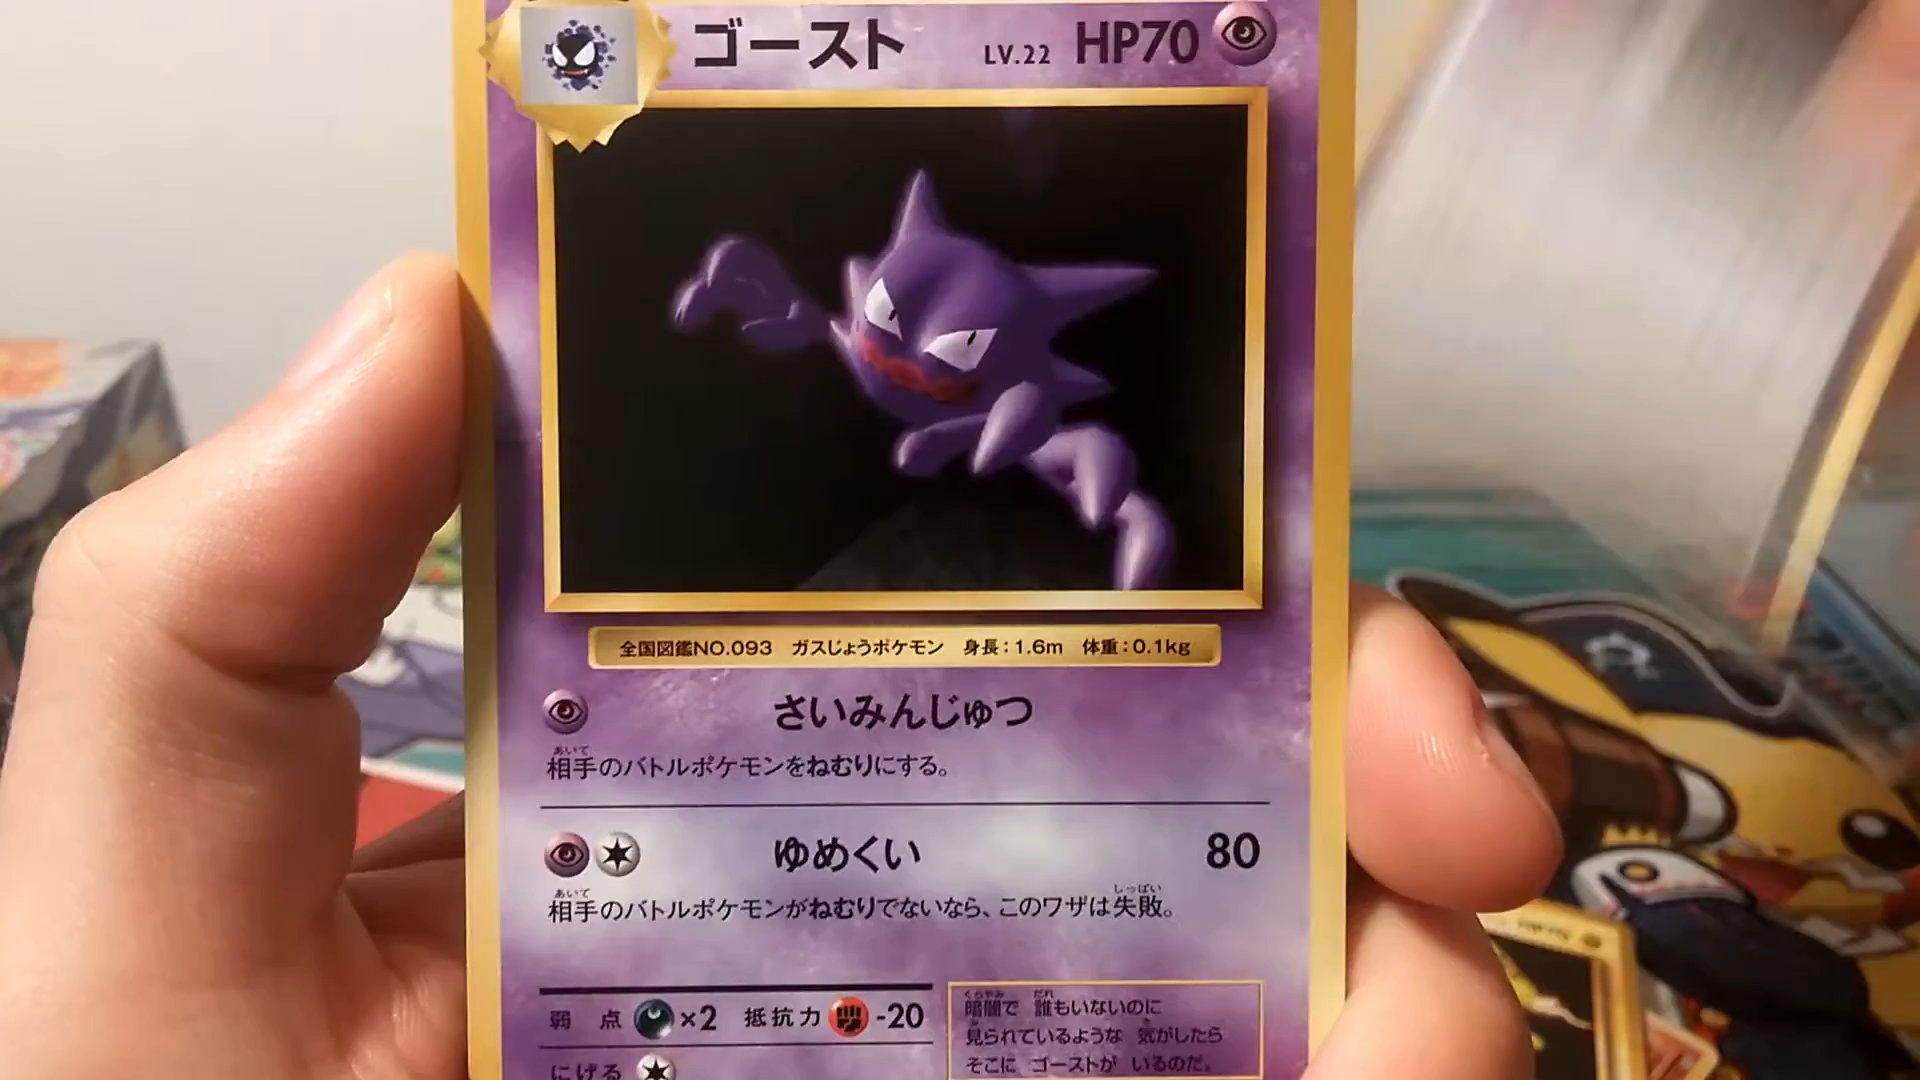 ゴースト LV.22 HP70
全国図鑑NO.093 ガスじょうポケモン 身長:1.6m 体重:0.1kg
さいみんじゅつ
あいて
相手のバトルポケモンをねむりにする。
ゆめくい 80
あいて しっぱい
相手のバトルポケモンがねむりでないなら、このワザは失敗。
弱 点 ×2 抵抗力 -20
にげる
くらやみ だれ
暗闇で 誰もいないのに
み き
見られているような 気がしたら
そこに ゴーストが いるのだ。